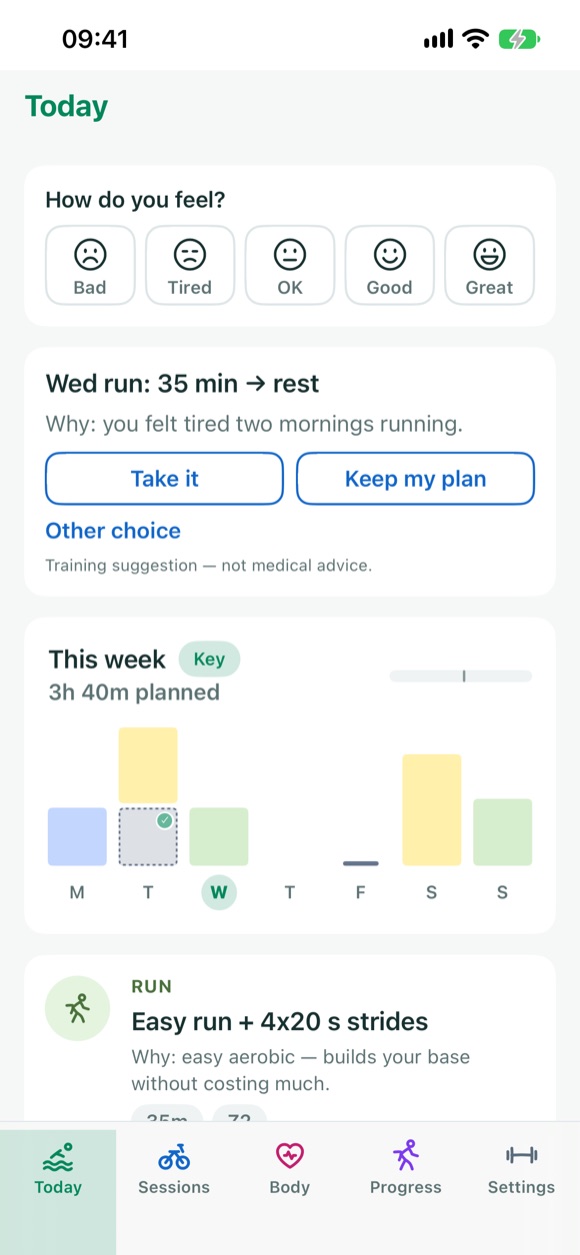 09:41
Today
How do you feel?
Bad Tired OK Good Great
Wed run: 35 min → rest
Why: you felt tired two mornings running.
Take it Keep my plan
Other choice
Training suggestion — not medical advice.
This week Key
3h 40m planned
M T W T F S S
RUN
Easy run + 4x20 s strides
Why: easy aerobic — builds your base
without costing much.
35m 72
Today Sessions Body Progress Settings